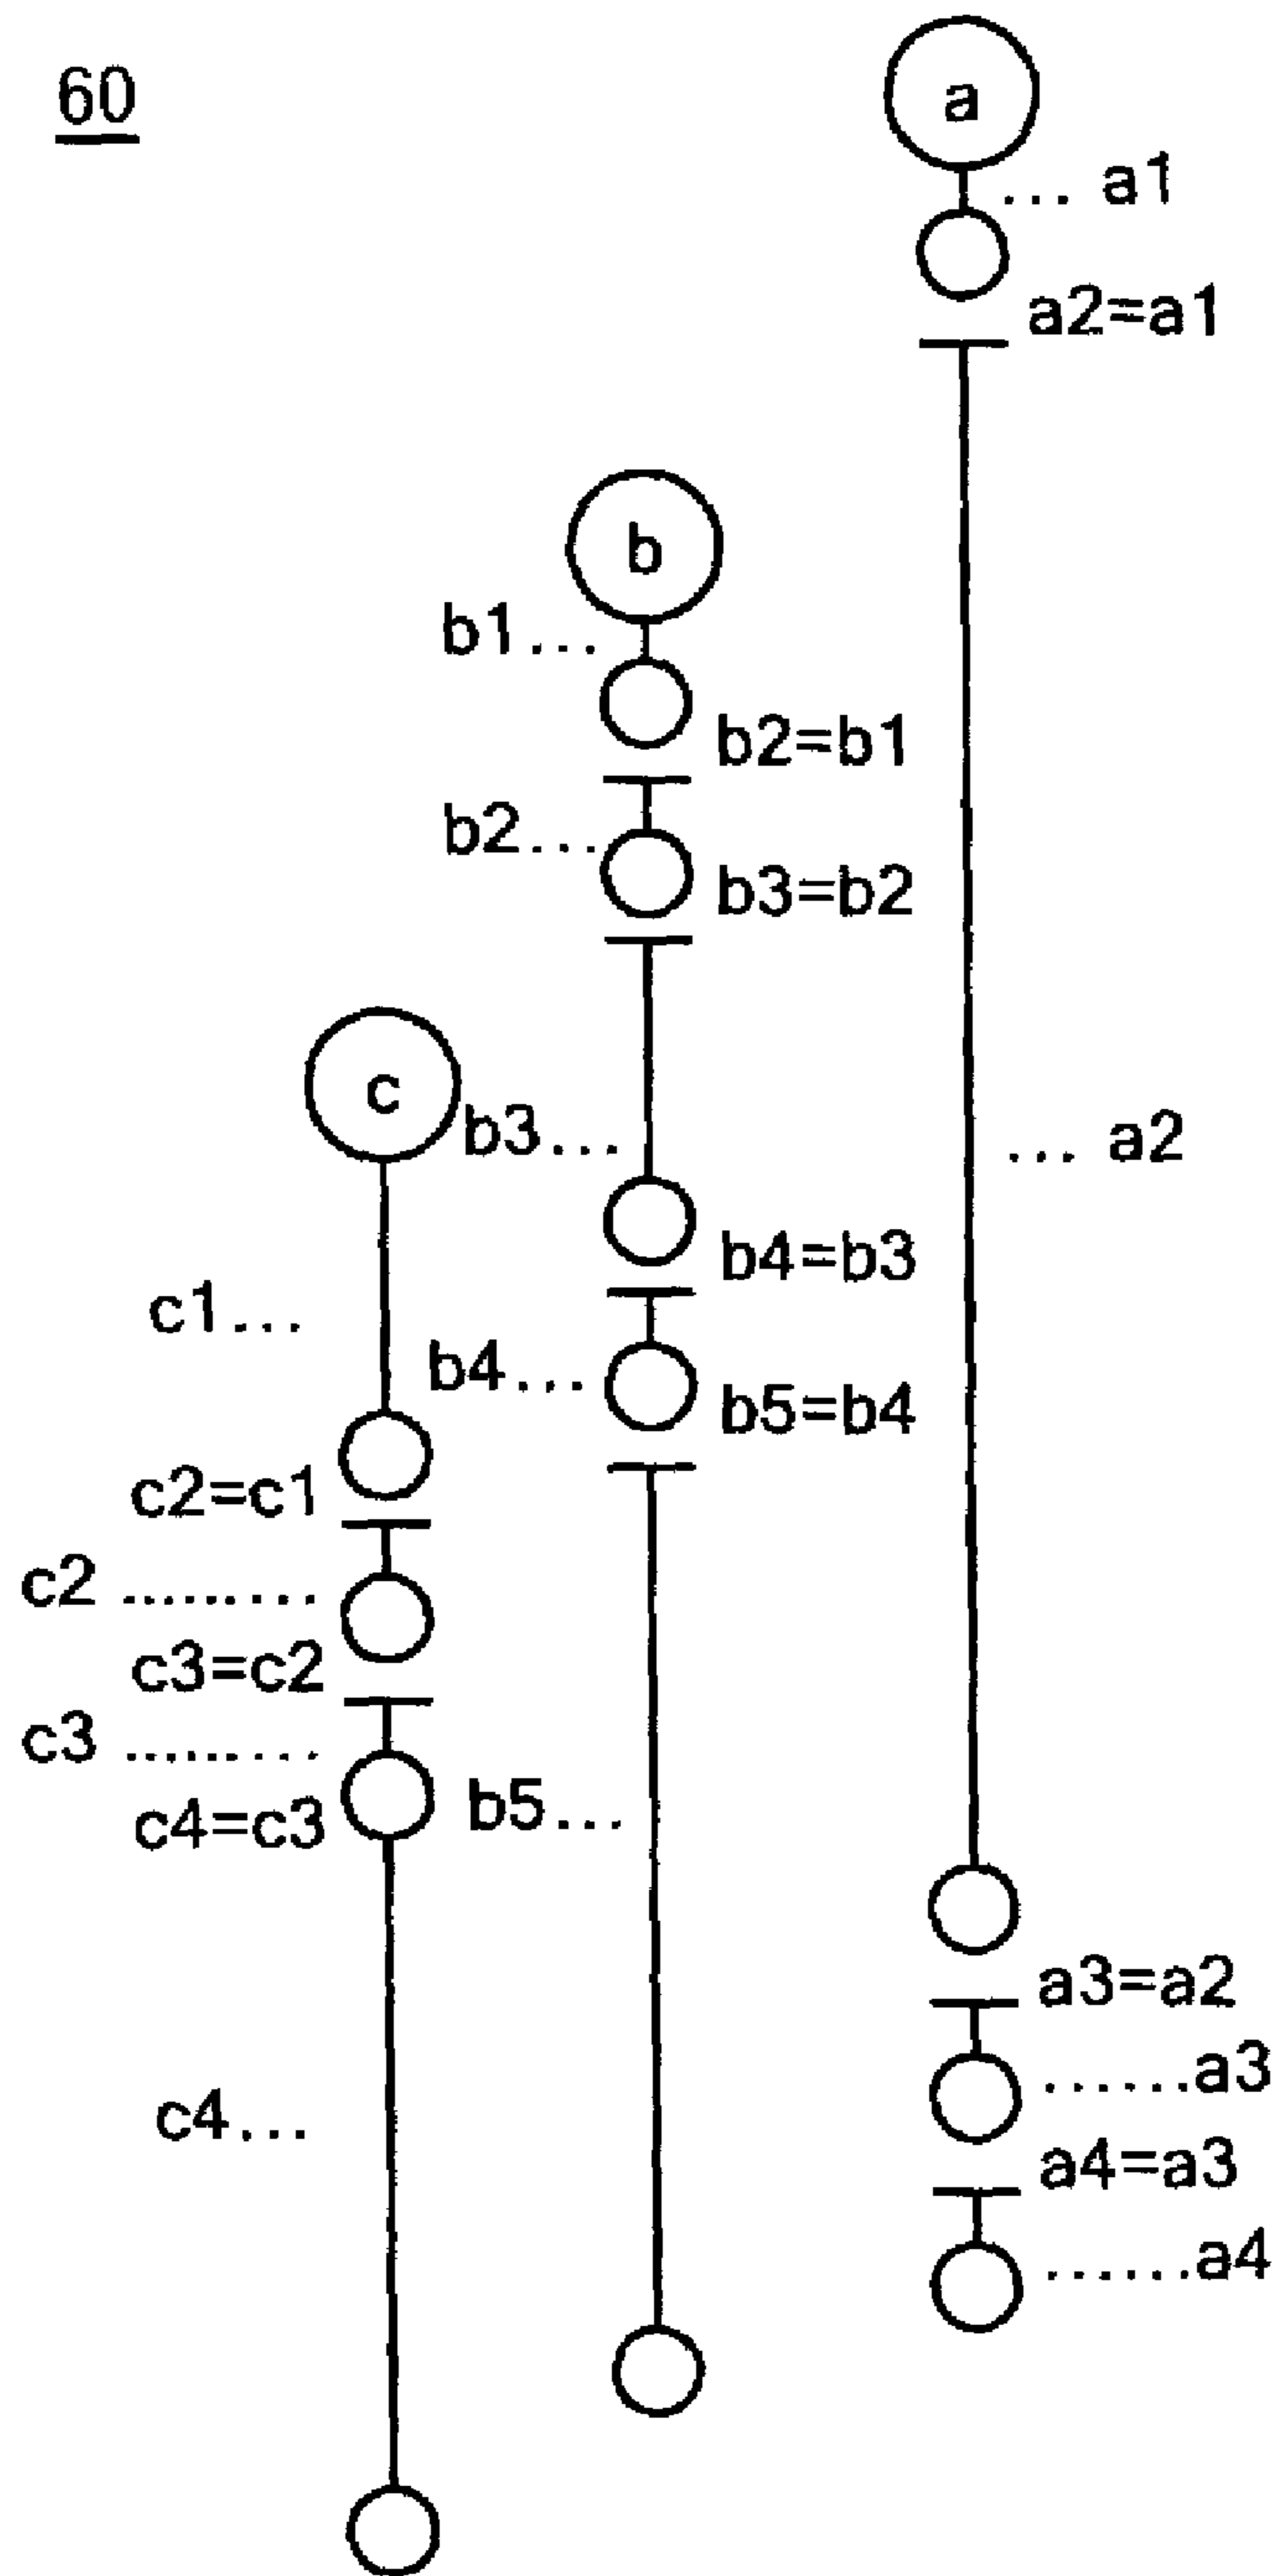 60
a
... a1
a2=a1
b
b1...
b2=b1
b2...
b3=b2
c
b3...
... a2
b4=b3
c1...
b4...
b5=b4
c2=c1
c2 .........
c3=c2
c3 .........
b5...
c4=c3
a3=a2
......a3
c4...
a4=a3
......a4